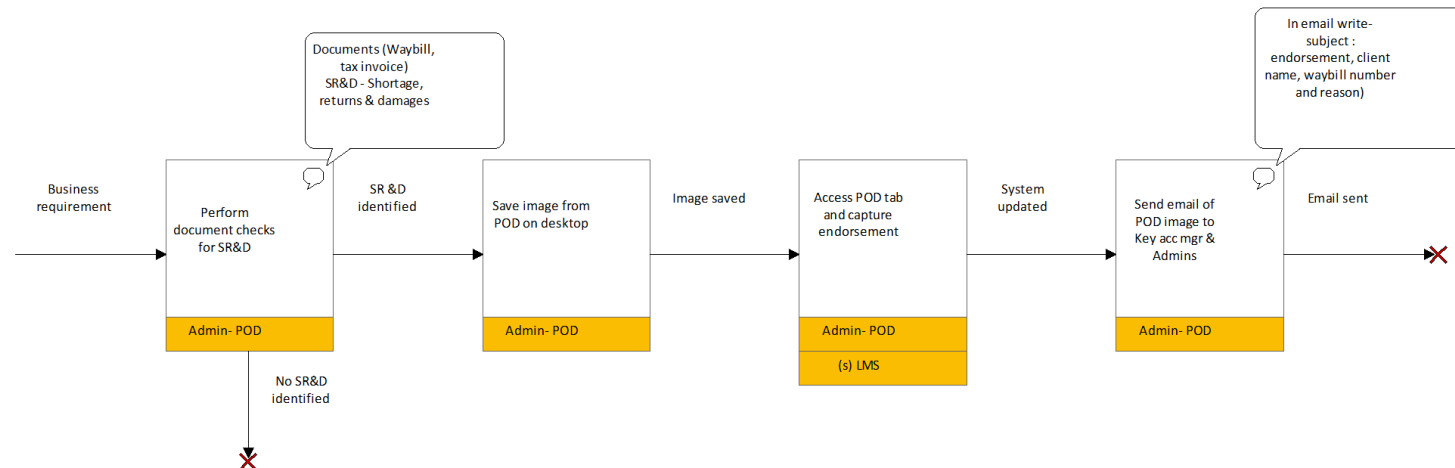 Documents (Waybill,
tax invoice)
SR&D - Shortage,
returns & damages
In email write-
subject :
endorsement, client
name, waybill number
and reason)
Business
requirement
Perform
document checks
for SR&D
Admin- POD
SR &D
identified
Save image from
POD on desktop
Admin- POD
Image saved
Access POD tab
and capture
endorsement
Admin- POD
(s) LMS
System
updated
Send email of
POD image to
Key acc mgr &
Admins
Admin- POD
Email sent
No SR&D
identified